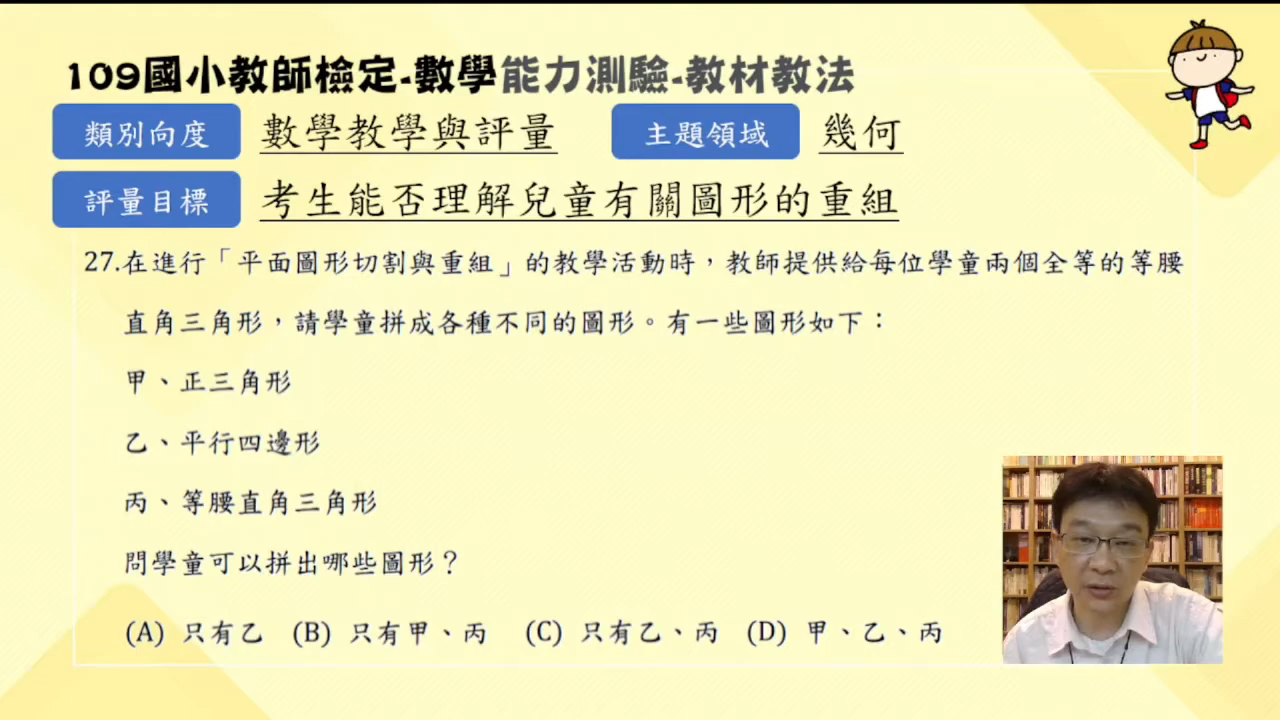 109國小教師檢定-數學能力測驗-教材教法
類別向度 數學教學與評量 主題領域 幾何
評量目標 考生能否理解兒童有關圖形的重組
27.在進行「平面圖形切割與重組」的教學活動時，教師提供給每位學童兩個全等的等腰
直角三角形，請學童拼成各種不同的圖形。有一些圖形如下：
甲、正三角形
乙、平行四邊形
丙、等腰直角三角形
問學童可以拼出哪些圖形？
(A) 只有乙 (B) 只有甲、丙 (C) 只有乙、丙 (D) 甲、乙、丙